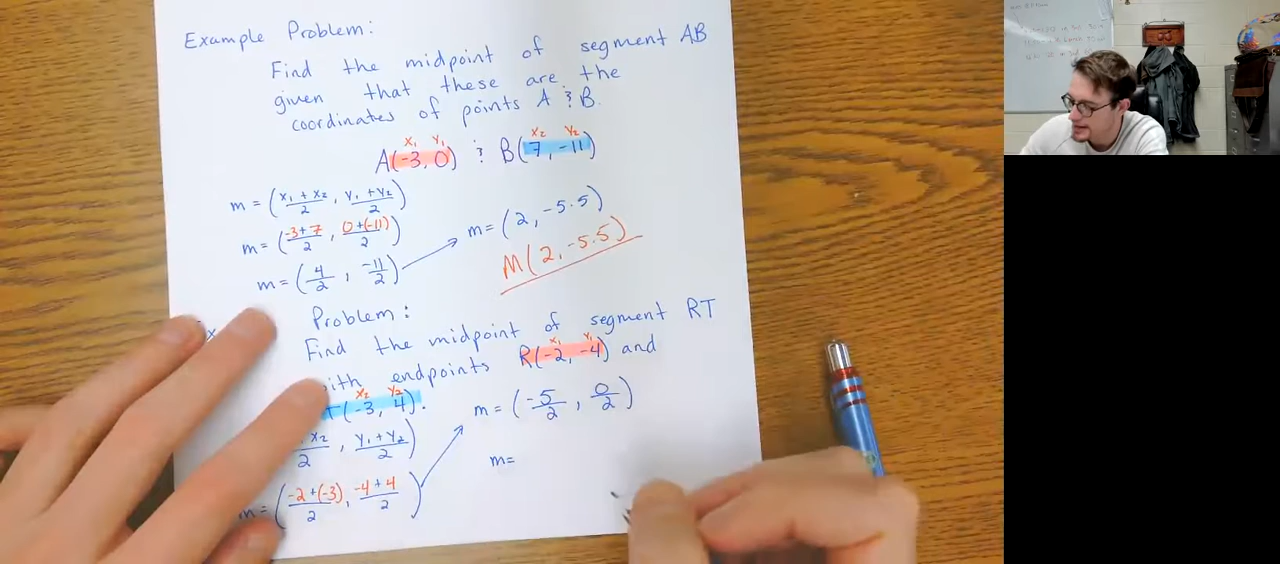 Example Problem:
Find the midpoint of segment AB
given that these are the
coordinates of points A & B.
x₁ y₁ x₂ y₂
A(-3, 0) & B(7, -11)
m = (x₁ + x₂/2, y₁ + y₂/2)
m = (-3+7/2, 0+(-11)/2)
m = (4/2, -11/2)
m = (2, -5.5)
M(2, -5.5)
Problem:
Find the midpoint of segment RT
x₁ y₁
endpoints R(-2, -4) and
x₂ y₂
T(-3, 4).
x₂/2, y₁ + y₂/2)
m = (-2+(-3)/2, -4+4/2)
m = (-5/2, 0/2)
m=